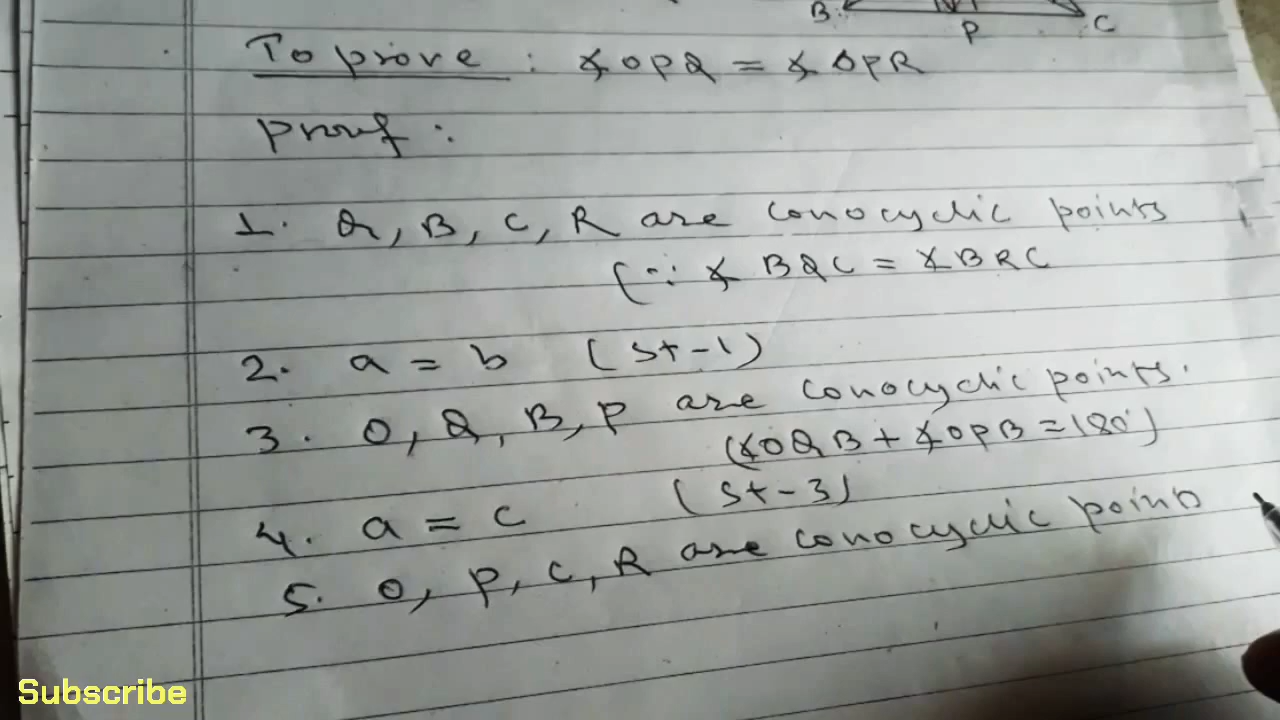 B P C
To prove : ∡OPQ = ∡OPR
Proof :
1. Q, B, C, R are conocyclic points
(∵ ∡BQC = ∡BRC
2. a = b (st-1)
3. O, Q, B, P are conocyclic points.
(∡OQB + ∡OPB = 180°)
4. a = c (st-3)
5. O, P, C, R are conocyclic points
Subscribe